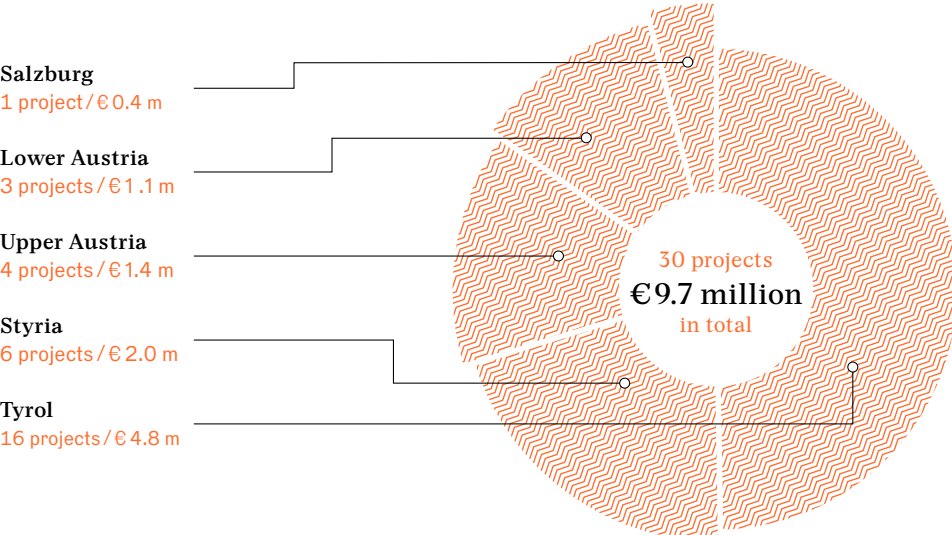 Salzburg
1 project / € 0.4 m
Lower Austria
3 projects / € 1.1 m
Upper Austria
4 projects / € 1.4 m
Styria
6 projects / € 2.0 m
Tyrol
16 projects / € 4.8 m
30 projects
€ 9.7 million
in total